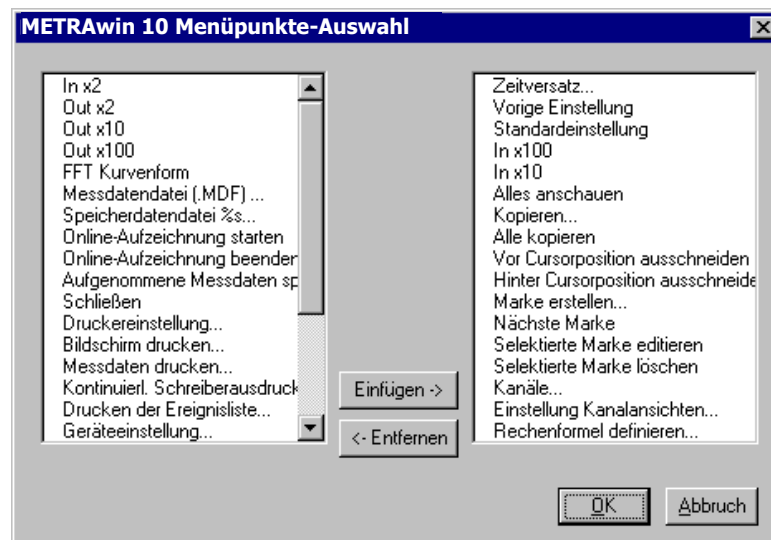 METRAwin 10 Menüpunkte-Auswahl
In x2
Out x2
Out x10
Out x100
FFT Kurvenform
Messdatendatei (.MDF) ...
Speicherdatendatei %s...
Online-Aufzeichnung starten
Online-Aufzeichnung beenden
Aufgenommene Messdaten sp
Schließen
Druckereinstellung...
Bildschirm drucken...
Messdaten drucken...
Kontinuierl. Schreiberausdruck
Drucken der Ereignisliste...
Geräteeinstellung...
Einfügen ->
<- Entfernen
Zeitversatz...
Vorige Einstellung
Standardeinstellung
In x100
In x10
Alles anschauen
Kopieren...
Alle kopieren
Vor Cursorposition ausschneiden
Hinter Cursorposition ausschneide
Marke erstellen...
Nächste Marke
Selektierte Marke editieren
Selektierte Marke löschen
Kanäle...
Einstellung Kanalansichten...
Rechenformel definieren...
OK
Abbruch